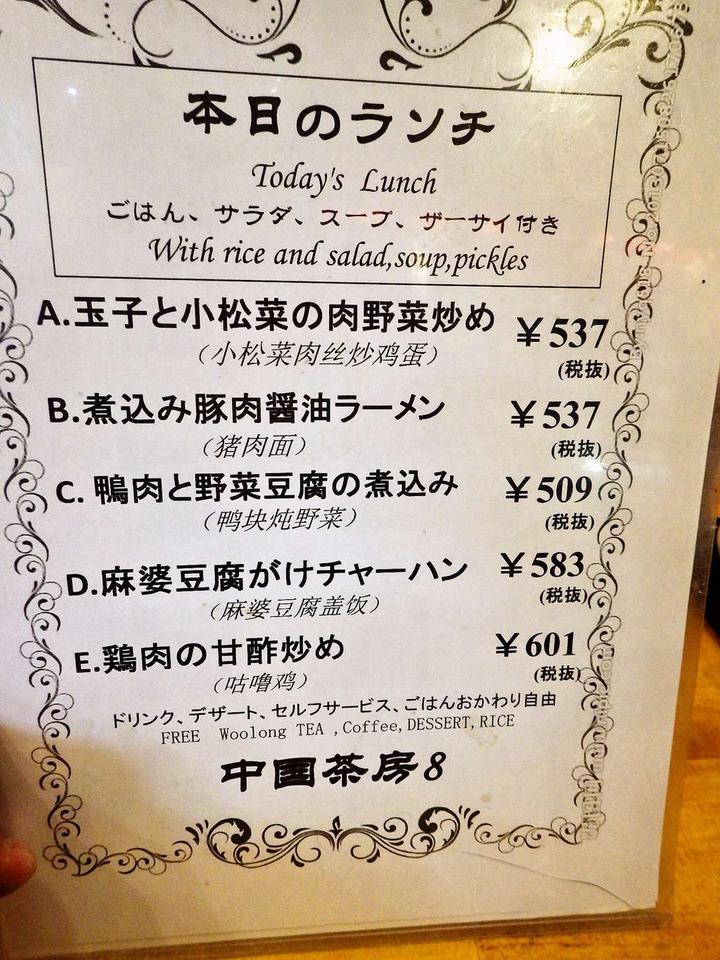 本日のランチ
Today's Lunch
ごはん、サラダ、スープ、ザーサイ付き
With rice and salad,soup,pickles
A.玉子と小松菜の肉野菜炒め ￥537
（小松菜肉丝炒鸡蛋） (税抜)
B.煮込み豚肉醤油ラーメン ￥537
（猪肉面） (税抜)
C. 鴨肉と野菜豆腐の煮込み ￥509
（鸭块炖野菜） (税抜)
D.麻婆豆腐がけチャーハン ￥583
（麻婆豆腐盖饭） (税抜)
E.鶏肉の甘酢炒め ￥601
（咕噜鸡） (税抜)
ドリンク、デザート、セルフサービス、ごはんおかわり自由
FREE Woolong TEA ,Coffee,DESSERT,RICE
中国茶房8